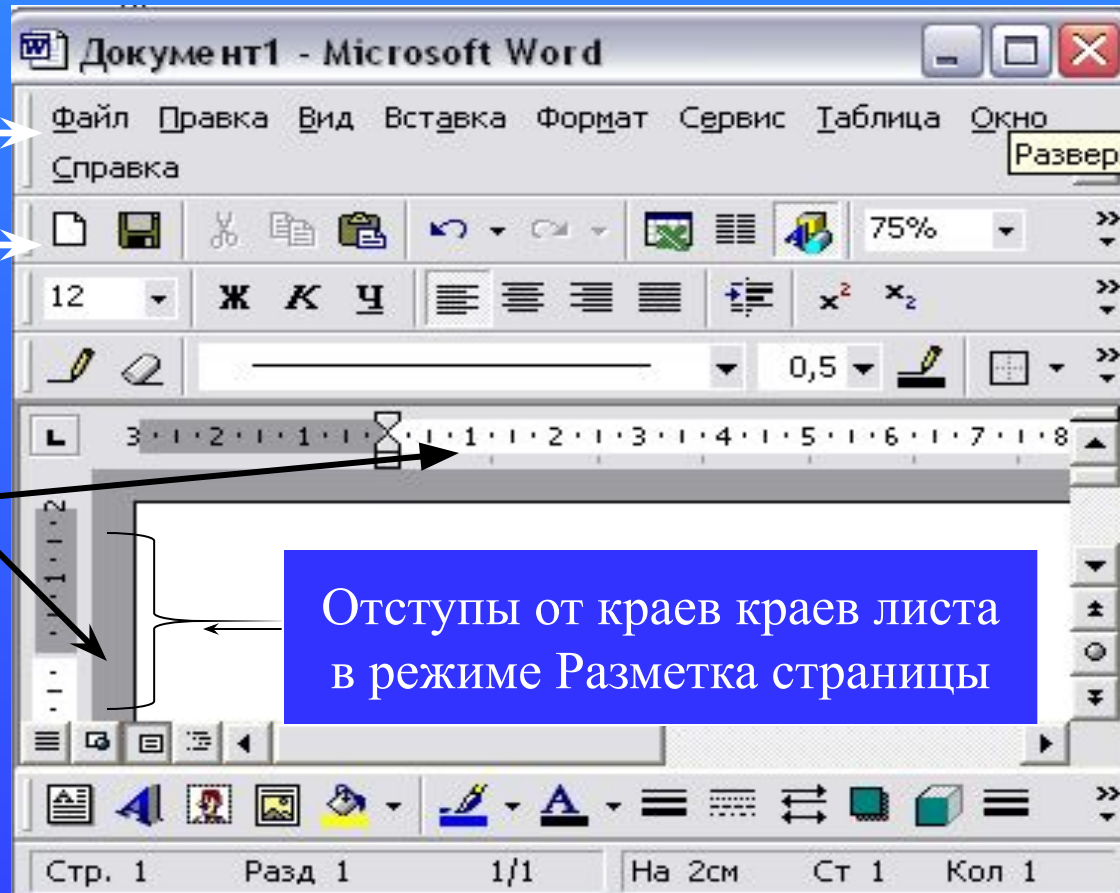 Документ1 - Microsoft Word
Файл Правка Вид Вставка Формат Сервис Таблица Окно
Развер
Справка
75%
12 Ж К Ч x² x₂
0,5
3 2 1 1 2 3 4 5 6 7 8
2
1
Отступы от краев краев листа
в режиме Разметка страницы
Стр. 1 Разд 1 1/1 На 2см Ст 1 Кол 1